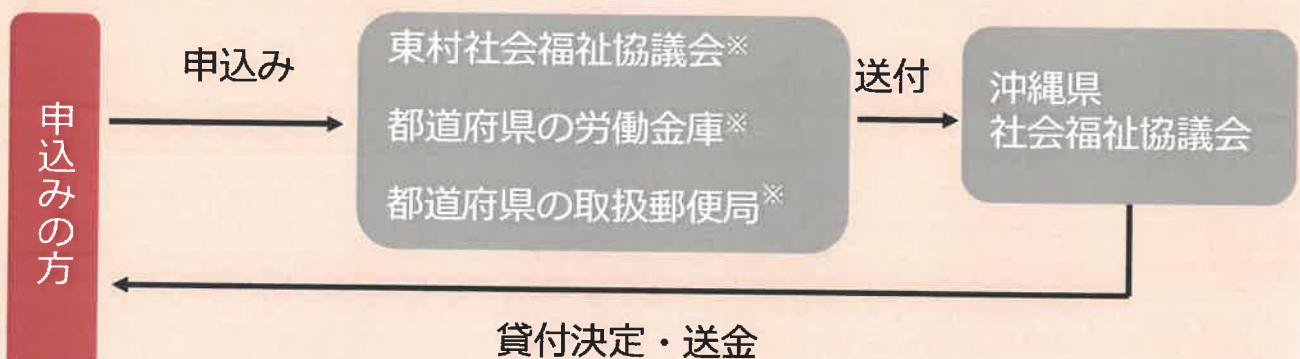 申込みの方
申込み
東村社会福祉協議会※
都道府県の労働金庫※
都道府県の取扱郵便局※
送付
沖縄県
社会福祉協議会
貸付決定・送金